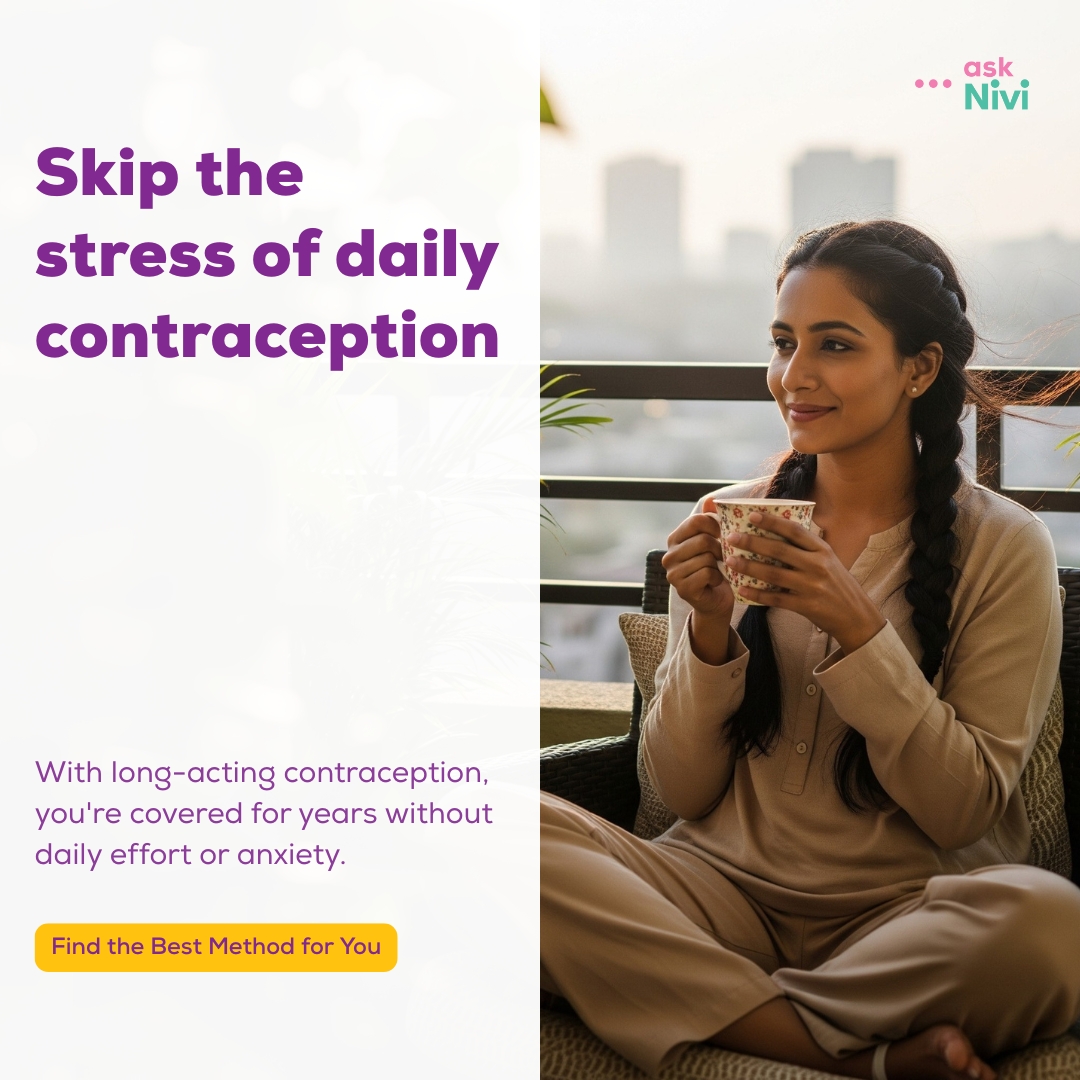 ask
Nivi
Skip the
stress of daily
contraception
With long-acting contraception,
you're covered for years without
daily effort or anxiety.
Find the Best Method for You